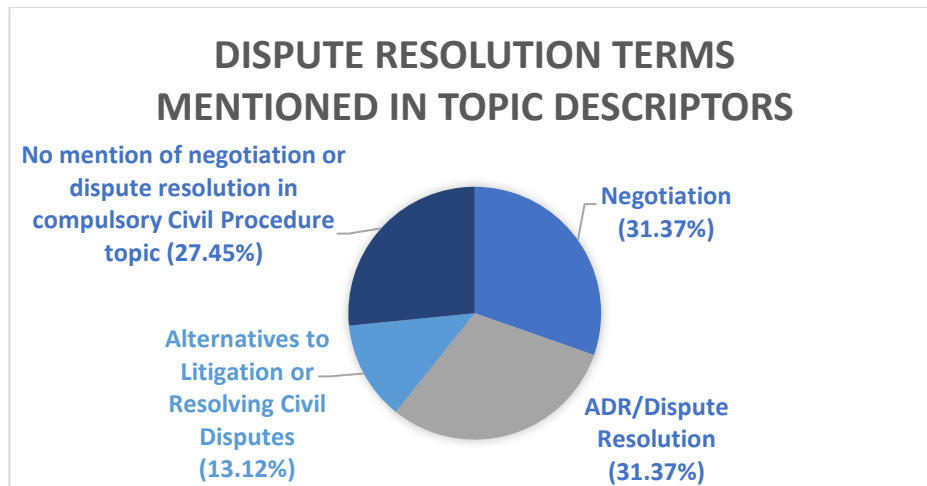 DISPUTE RESOLUTION TERMS
MENTIONED IN TOPIC DESCRIPTORS
No mention of negotiation or
dispute resolution in
compulsory Civil Procedure
topic (27.45%)
Negotiation
(31.37%)
Alternatives to
Litigation or
Resolving Civil
Disputes
(13.12%)
ADR/Dispute
Resolution
(31.37%)